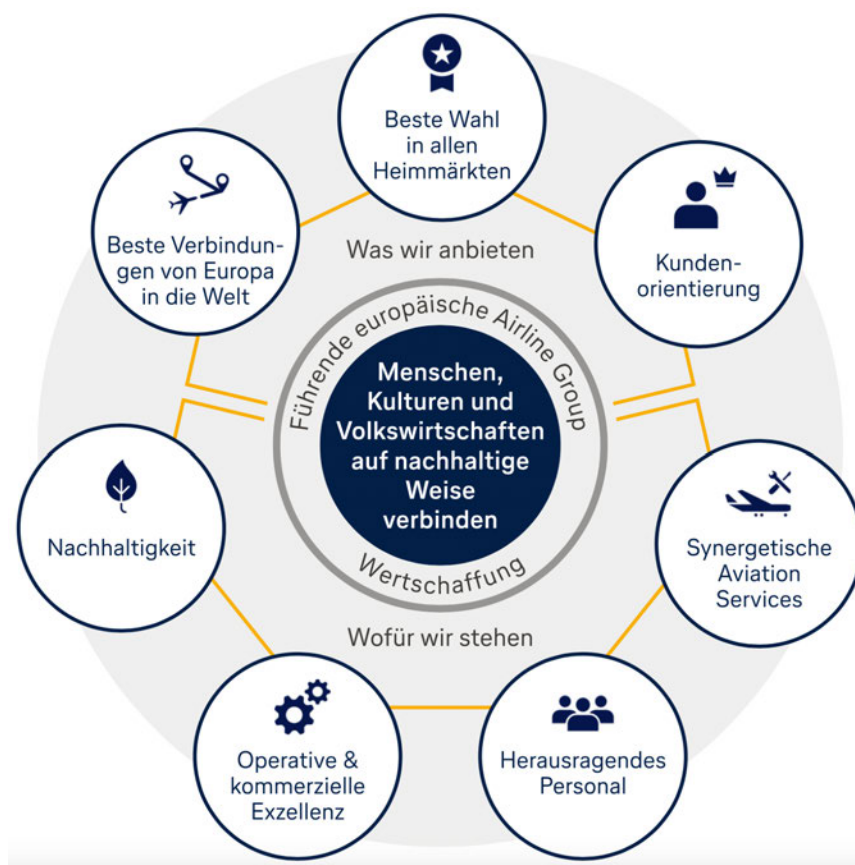 Beste Wahl
in allen
Heimmärkten
Beste Verbindun-
gen von Europa
in die Welt
Kunden-
orientierung
Was wir anbieten
Führende europäische Airline Group
Menschen,
Kulturen und
Volkswirtschaften
auf nachhaltige
Weise
verbinden
Wertschaffung
Wofür wir stehen
Nachhaltigkeit
Synergetische
Aviation
Services
Operative &
kommerzielle
Exzellenz
Herausragendes
Personal